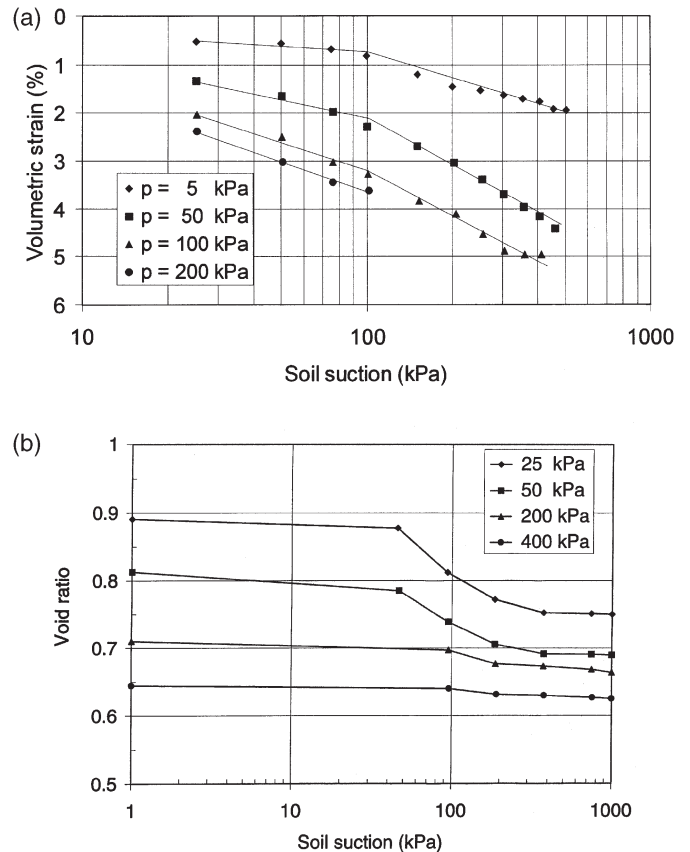 (a)
0
1
2
3
4
5
6
Volumetric strain (%)
p = 5 kPa
p = 50 kPa
p = 100 kPa
p = 200 kPa
10
100
1000
Soil suction (kPa)
(b)
1
0.9
0.8
0.7
0.6
0.5
Void ratio
25 kPa
50 kPa
200 kPa
400 kPa
1
10
100
1000
Soil suction (kPa)